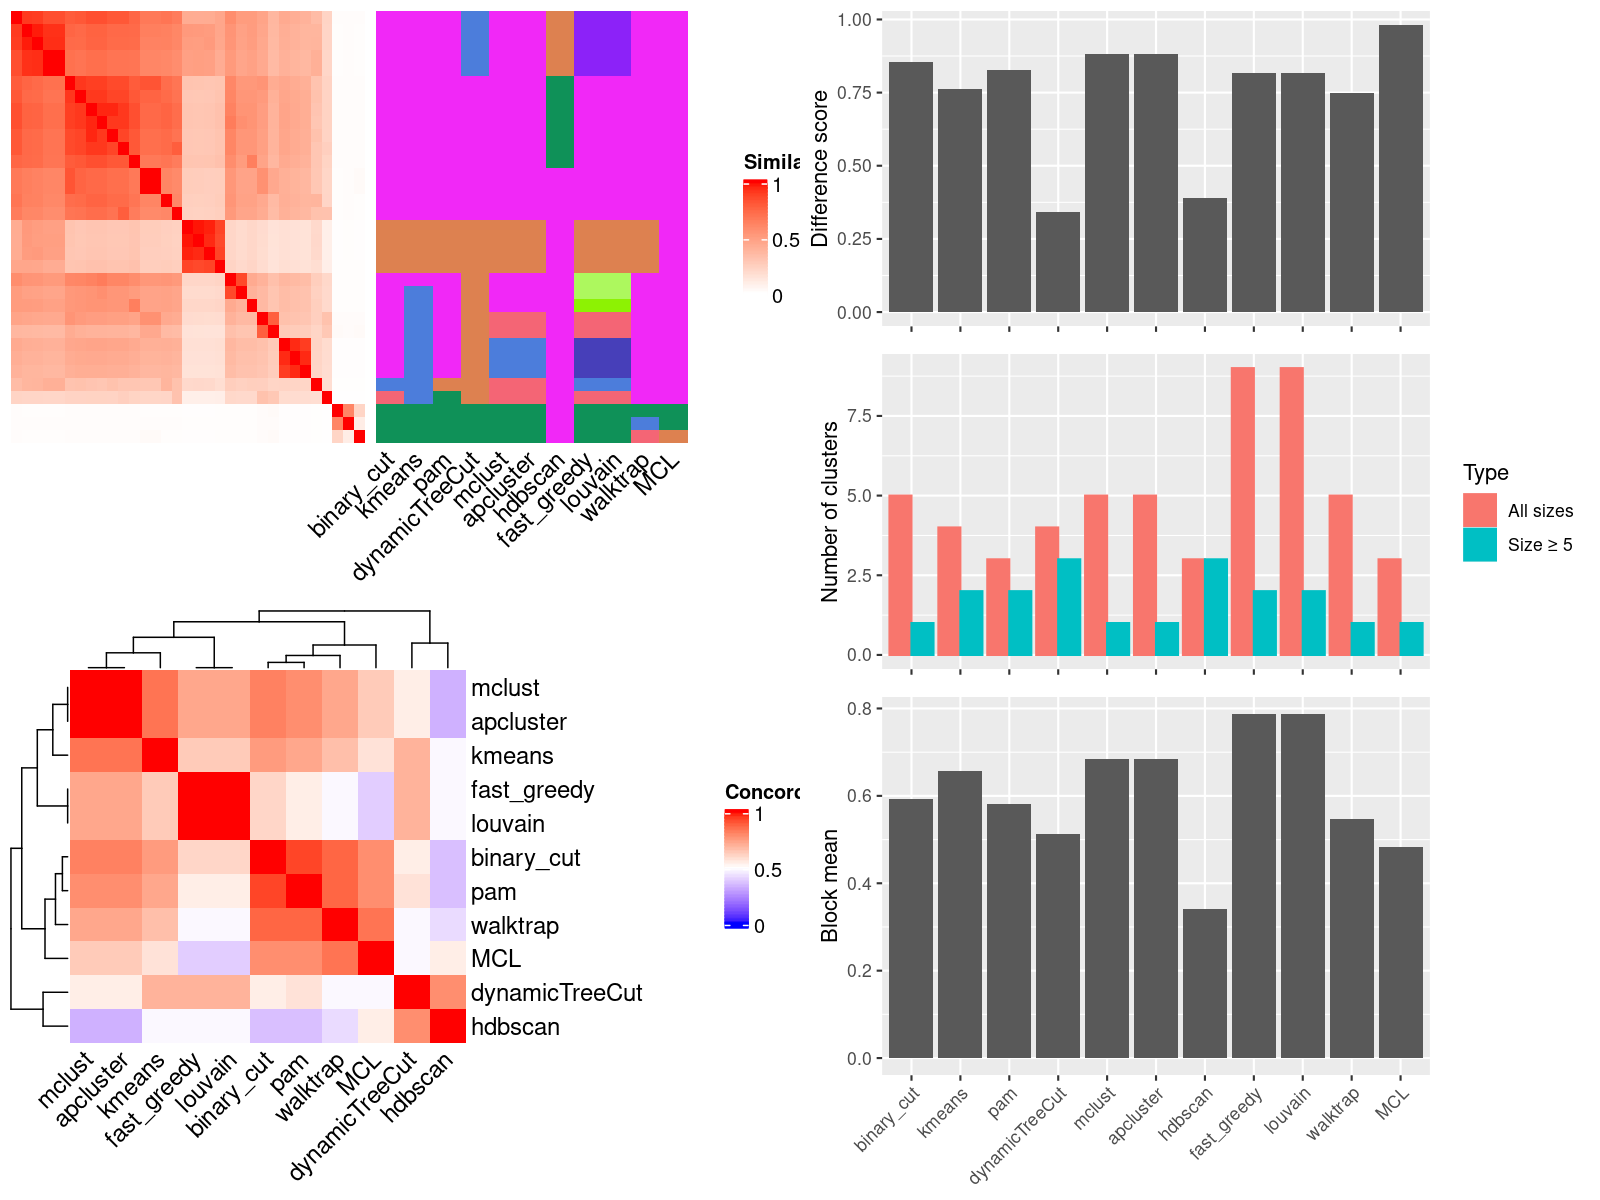 Simila
1
0.5
0
binary_cut
kmeans
pam
dynamicTreeCut
mclust
apcluster
hdbscan
fast_greedy
louvain
walktrap
MCL
Difference score
1.00
0.75
0.50
0.25
0.00
Number of clusters
7.5
5.0
2.5
0.0
Type
All sizes
Size ≥ 5
mclust
apcluster
kmeans
fast_greedy
louvain
binary_cut
pam
walktrap
MCL
dynamicTreeCut
hdbscan
mclust
apcluster
kmeans
fast_greedy
louvain
binary_cut
pam
walktrap
MCL
dynamicTreeCut
hdbscan
Concord
1
0.5
0
Block mean
0.8
0.6
0.4
0.2
0.0
binary_cut
kmeans
pam
dynamicTreeCut
mclust
apcluster
hdbscan
fast_greedy
louvain
walktrap
MCL